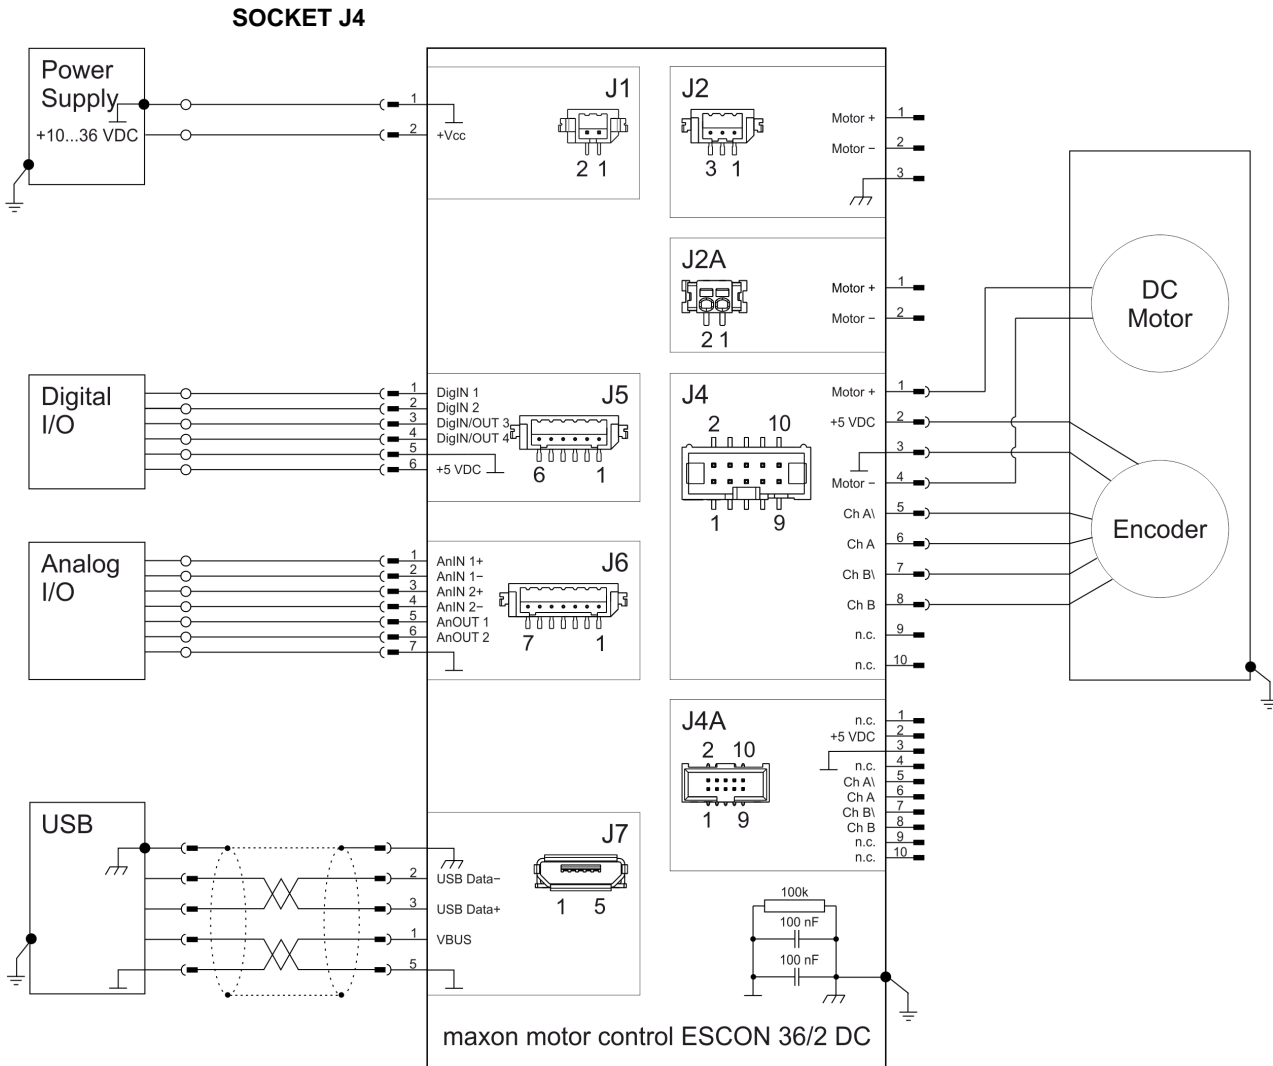 SOCKET J4
Power
Supply
+10...36 VDC
1
2
+Vcc
J1
2 1
J2
3 1
Motor +
1
Motor −
2
3
J2A
2 1
Motor +
1
Motor −
2
DC
Motor
Digital
I/O
1
DigIN 1
2
DigIN 2
3
DigIN/OUT 3
4
DigIN/OUT 4
5
6
+5 VDC
J5
6 1
J4
2 10
1 9
Motor +
1
+5 VDC
2
3
Motor −
4
Ch A\
5
Ch A
6
Ch B\
7
Ch B
8
n.c.
9
n.c.
10
Encoder
Analog
I/O
1
AnIN 1+
2
AnIN 1−
3
AnIN 2+
4
AnIN 2−
5
AnOUT 1
6
AnOUT 2
7
J6
7 1
J4A
2 10
1 9
n.c.
1
+5 VDC
2
3
n.c.
4
Ch A\
5
Ch A
6
Ch B\
7
Ch B
8
n.c.
9
n.c.
10
USB
2
USB Data−
3
USB Data+
1
VBUS
5
J7
1 5
100k
100 nF
100 nF
maxon motor control ESCON 36/2 DC